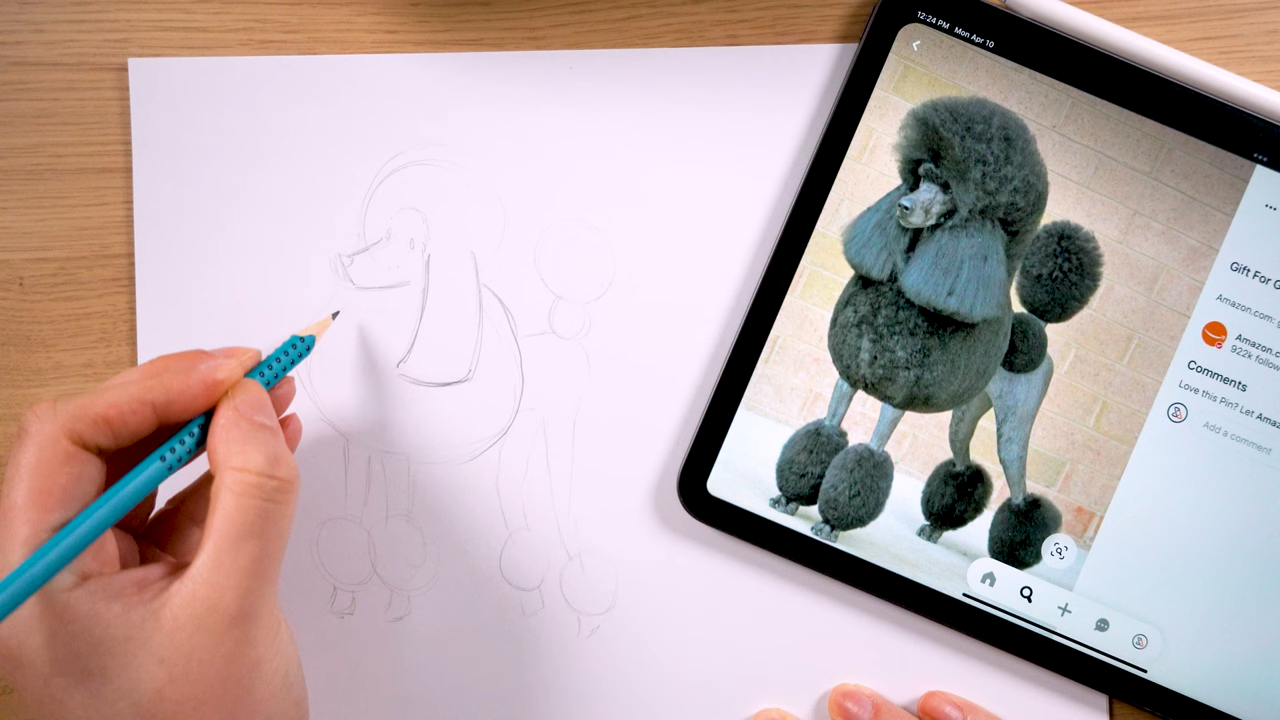 12:24 PM Mon Apr 10
Gift For G
Amazon.com:
Amazon.c
922k follow
Comments
Love this Pin? Let Amaz
Add a comment